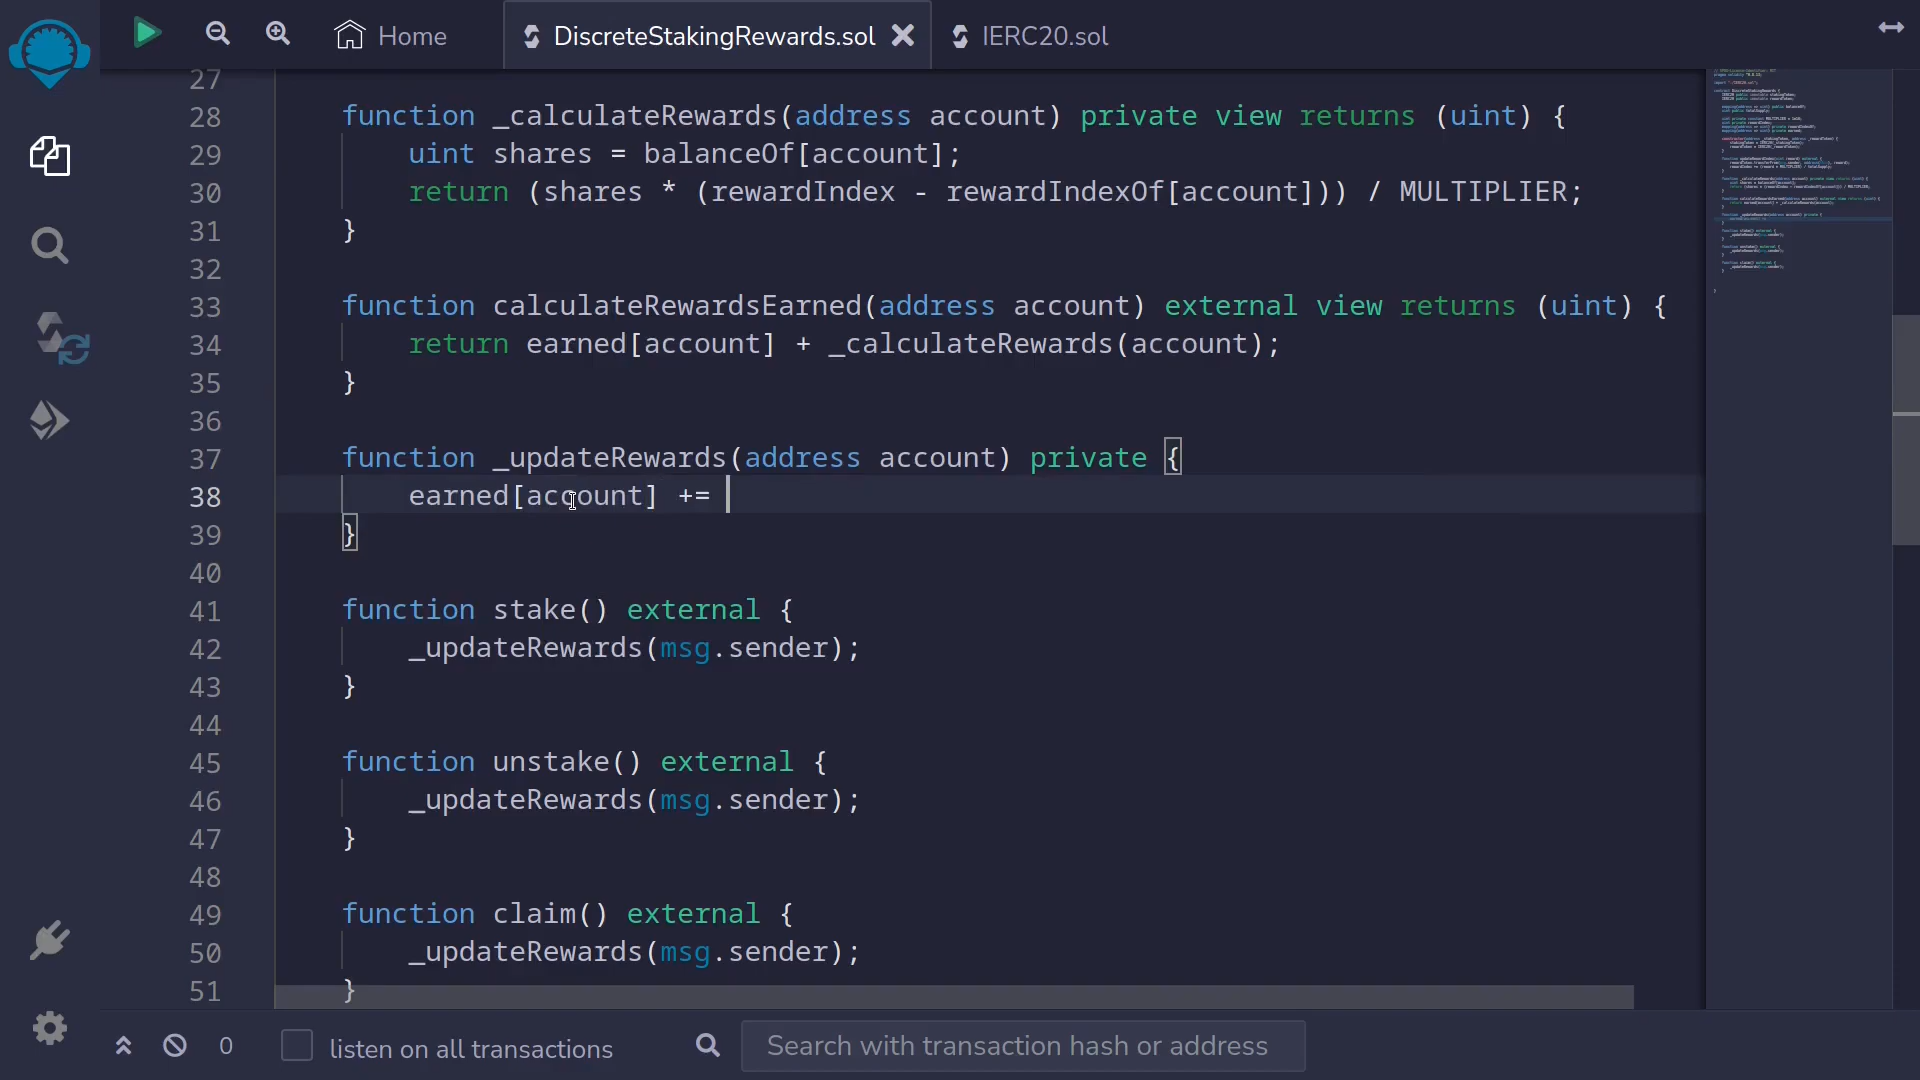 Home
DiscreteStakingRewards.sol
IERC20.sol
27
28 function _calculateRewards(address account) private view returns (uint) {
29 uint shares = balanceOf[account];
30 return (shares * (rewardIndex - rewardIndexOf[account])) / MULTIPLIER;
31 }
32
33 function calculateRewardsEarned(address account) external view returns (uint) {
34 return earned[account] + _calculateRewards(account);
35 }
36
37 function _updateRewards(address account) private {
38 earned[account] +=
39 }
40
41 function stake() external {
42 _updateRewards(msg.sender);
43 }
44
45 function unstake() external {
46 _updateRewards(msg.sender);
47 }
48
49 function claim() external {
50 _updateRewards(msg.sender);
51 }
0 listen on all transactions Search with transaction hash or address